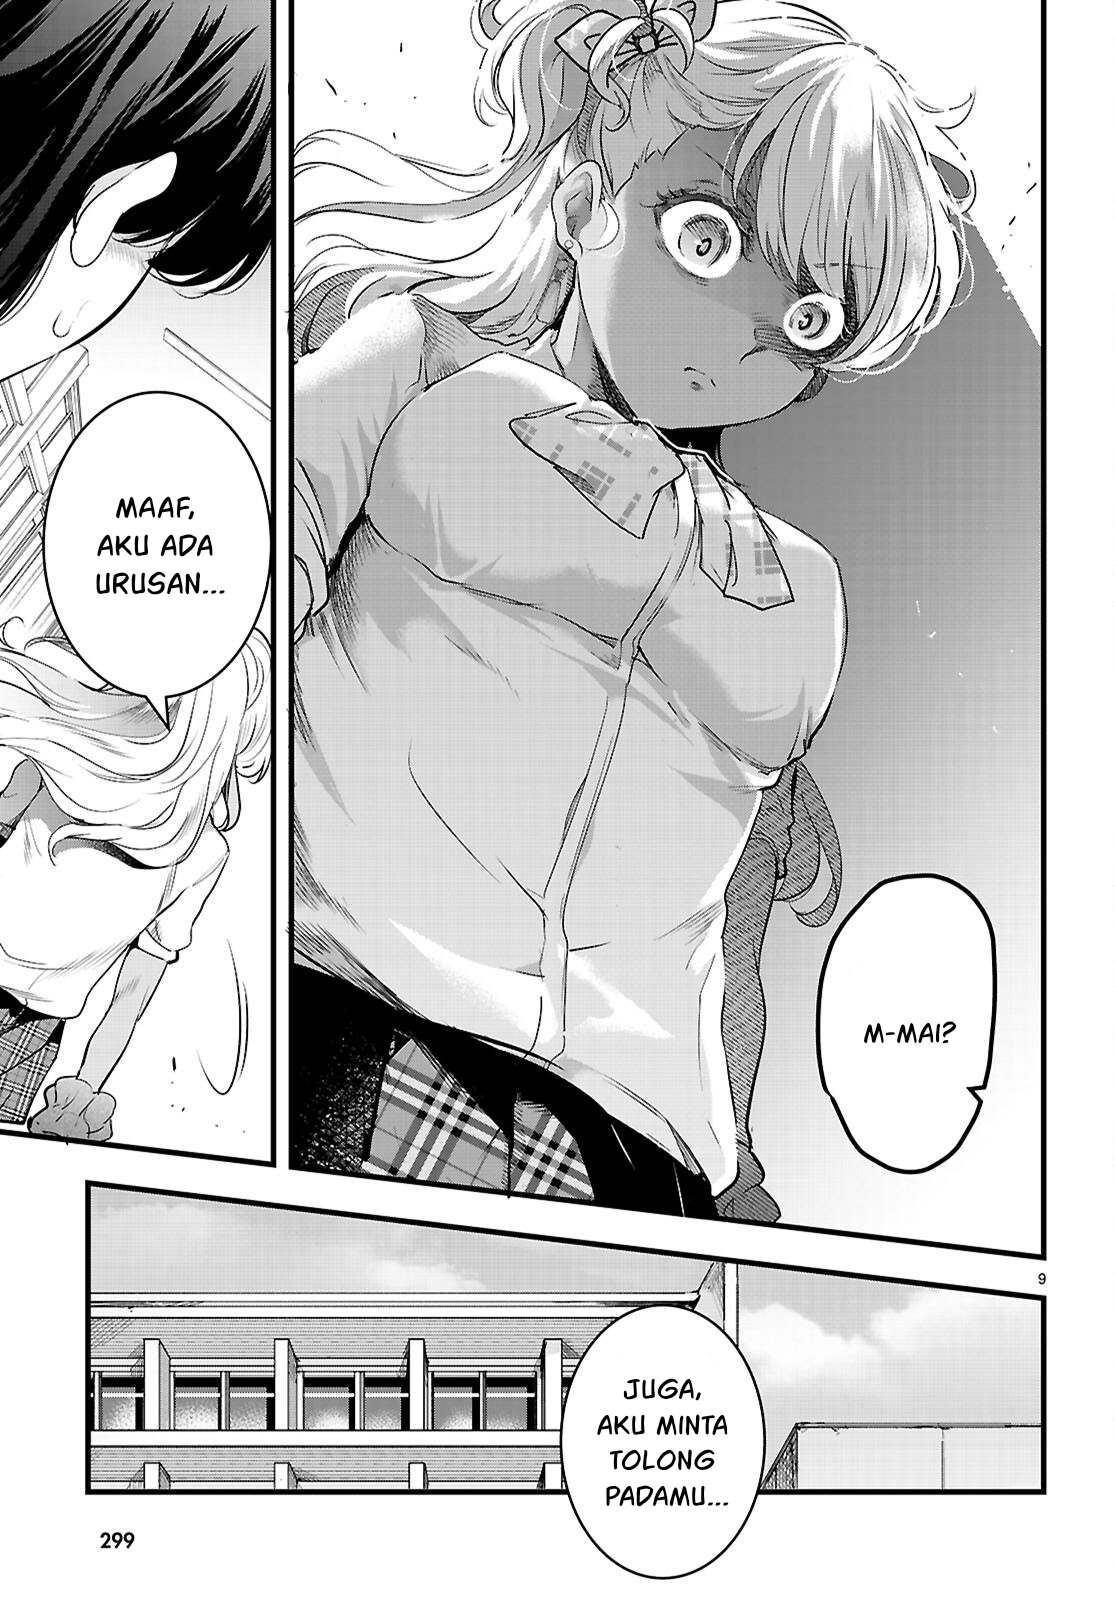 M-MAI?
MAAF,
AKU ADA
URUSAN...
9
JUGA,
AKU MINTA
TOLONG
PADAMU...
299